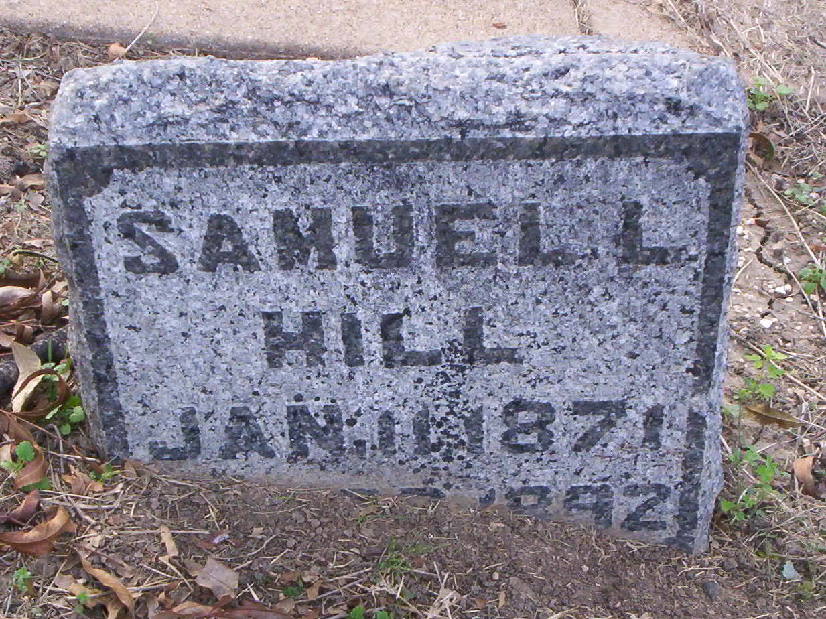 SAMUEL L
HILL
JAN. 11, 1871
1892